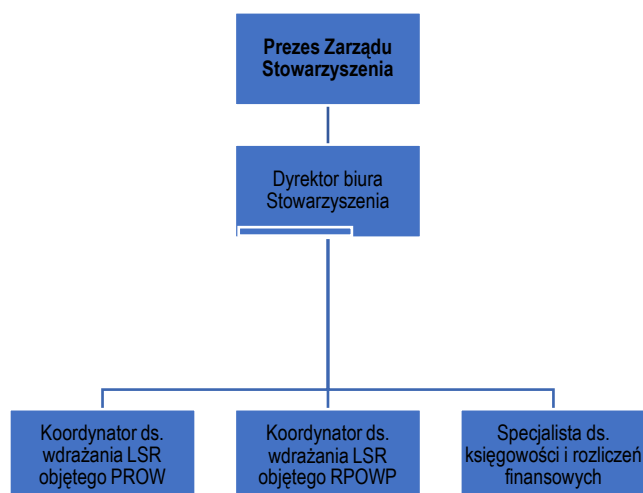 Prezes Zarządu
Stowarzyszenia
Dyrektor biura
Stowarzyszenia
Koordynator ds.
wdrażania LSR
objętego PROW
Koordynator ds.
wdrażania LSR
objętego RPOWP
Specjalista ds.
księgowości i rozliczeń
finansowych